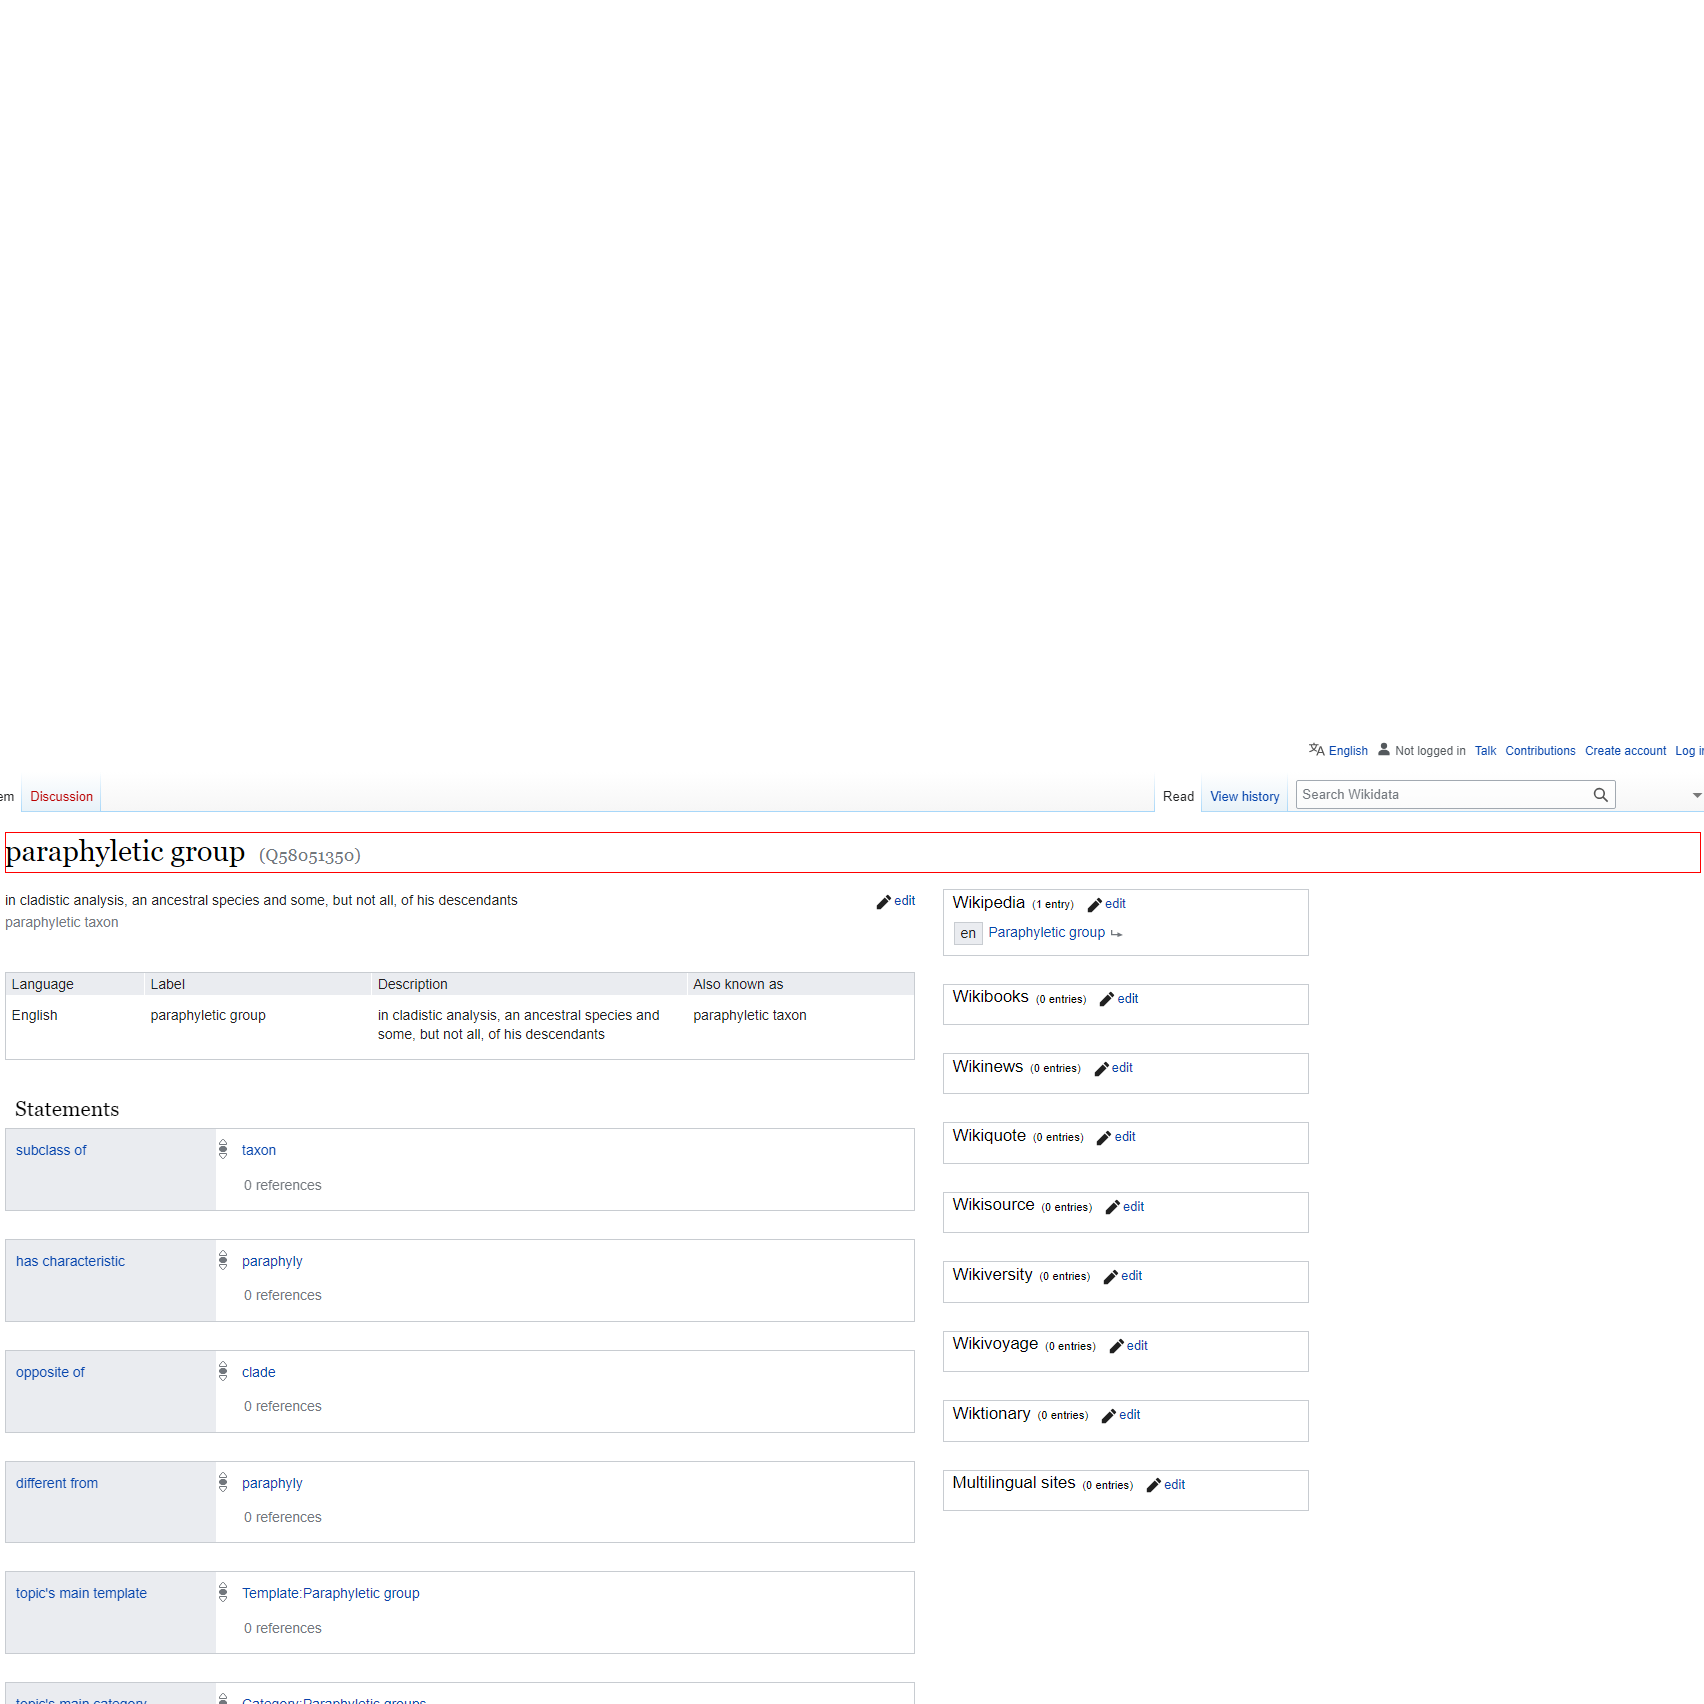 English Not logged in Talk Contributions Create account Log in
em Discussion Read View history Search Wikidata
paraphyletic group (Q58051350)
in cladistic analysis, an ancestral species and some, but not all, of his descendants edit
paraphyletic taxon
Language Label Description Also known as
English paraphyletic group in cladistic analysis, an ancestral species and paraphyletic taxon
some, but not all, of his descendants
Statements
subclass of taxon
0 references
has characteristic paraphyly
0 references
opposite of clade
0 references
different from paraphyly
0 references
topic's main template Template:Paraphyletic group
0 references
topic's main category Category:Paraphyletic groups
Wikipedia (1 entry) edit
en Paraphyletic group
Wikibooks (0 entries) edit
Wikinews (0 entries) edit
Wikiquote (0 entries) edit
Wikisource (0 entries) edit
Wikiversity (0 entries) edit
Wikivoyage (0 entries) edit
Wiktionary (0 entries) edit
Multilingual sites (0 entries) edit